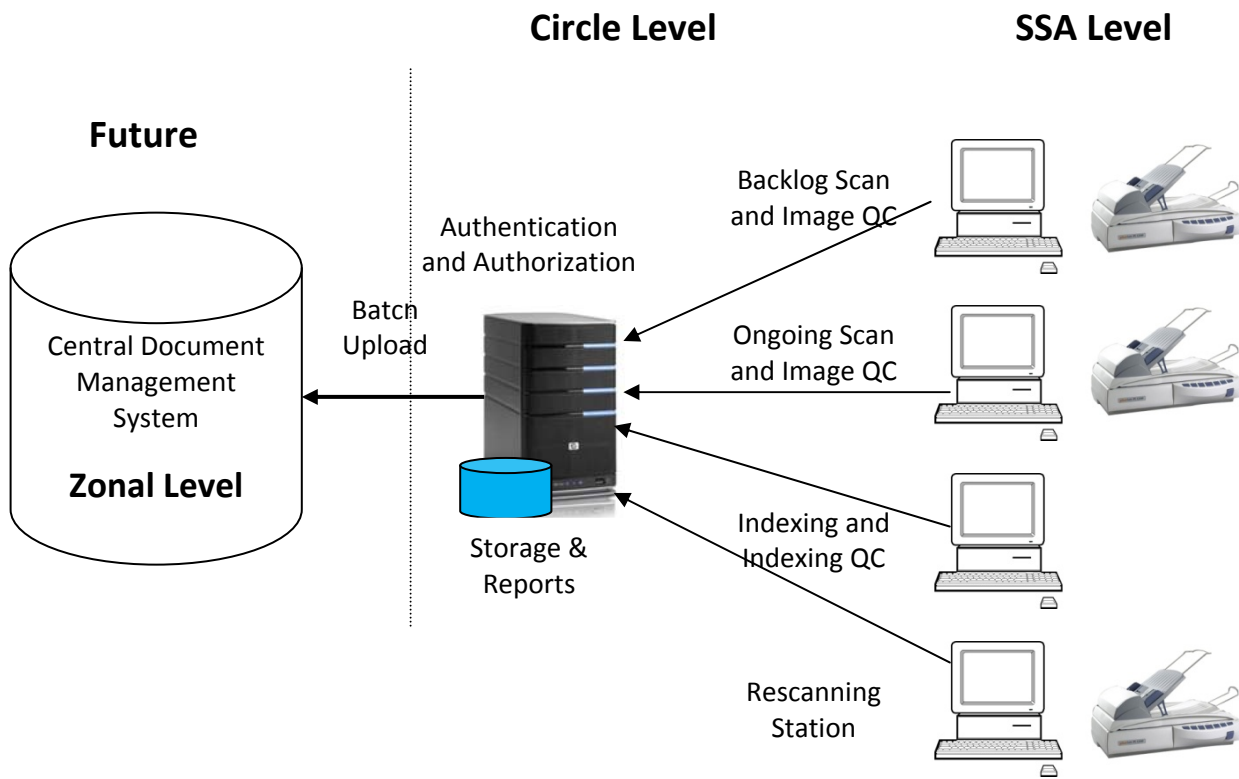 Circle Level
SSA Level
Future
Backlog Scan
and Image QC
Authentication
and Authorization
Batch
Upload
Ongoing Scan
and Image QC
Central Document
Management
System
Zonal Level
Indexing and
Indexing QC
Storage &
Reports
Rescanning
Station